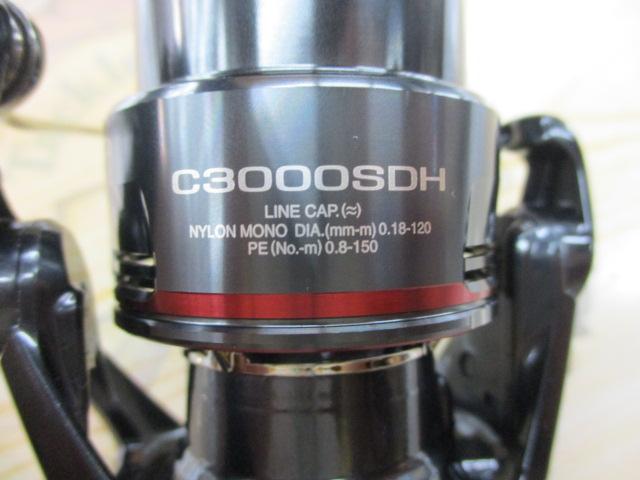 C3000SDH
LINE CAP.(≈)
NYLON MONO DIA.(mm-m) 0.18-120
PE (No.-m) 0.8-150